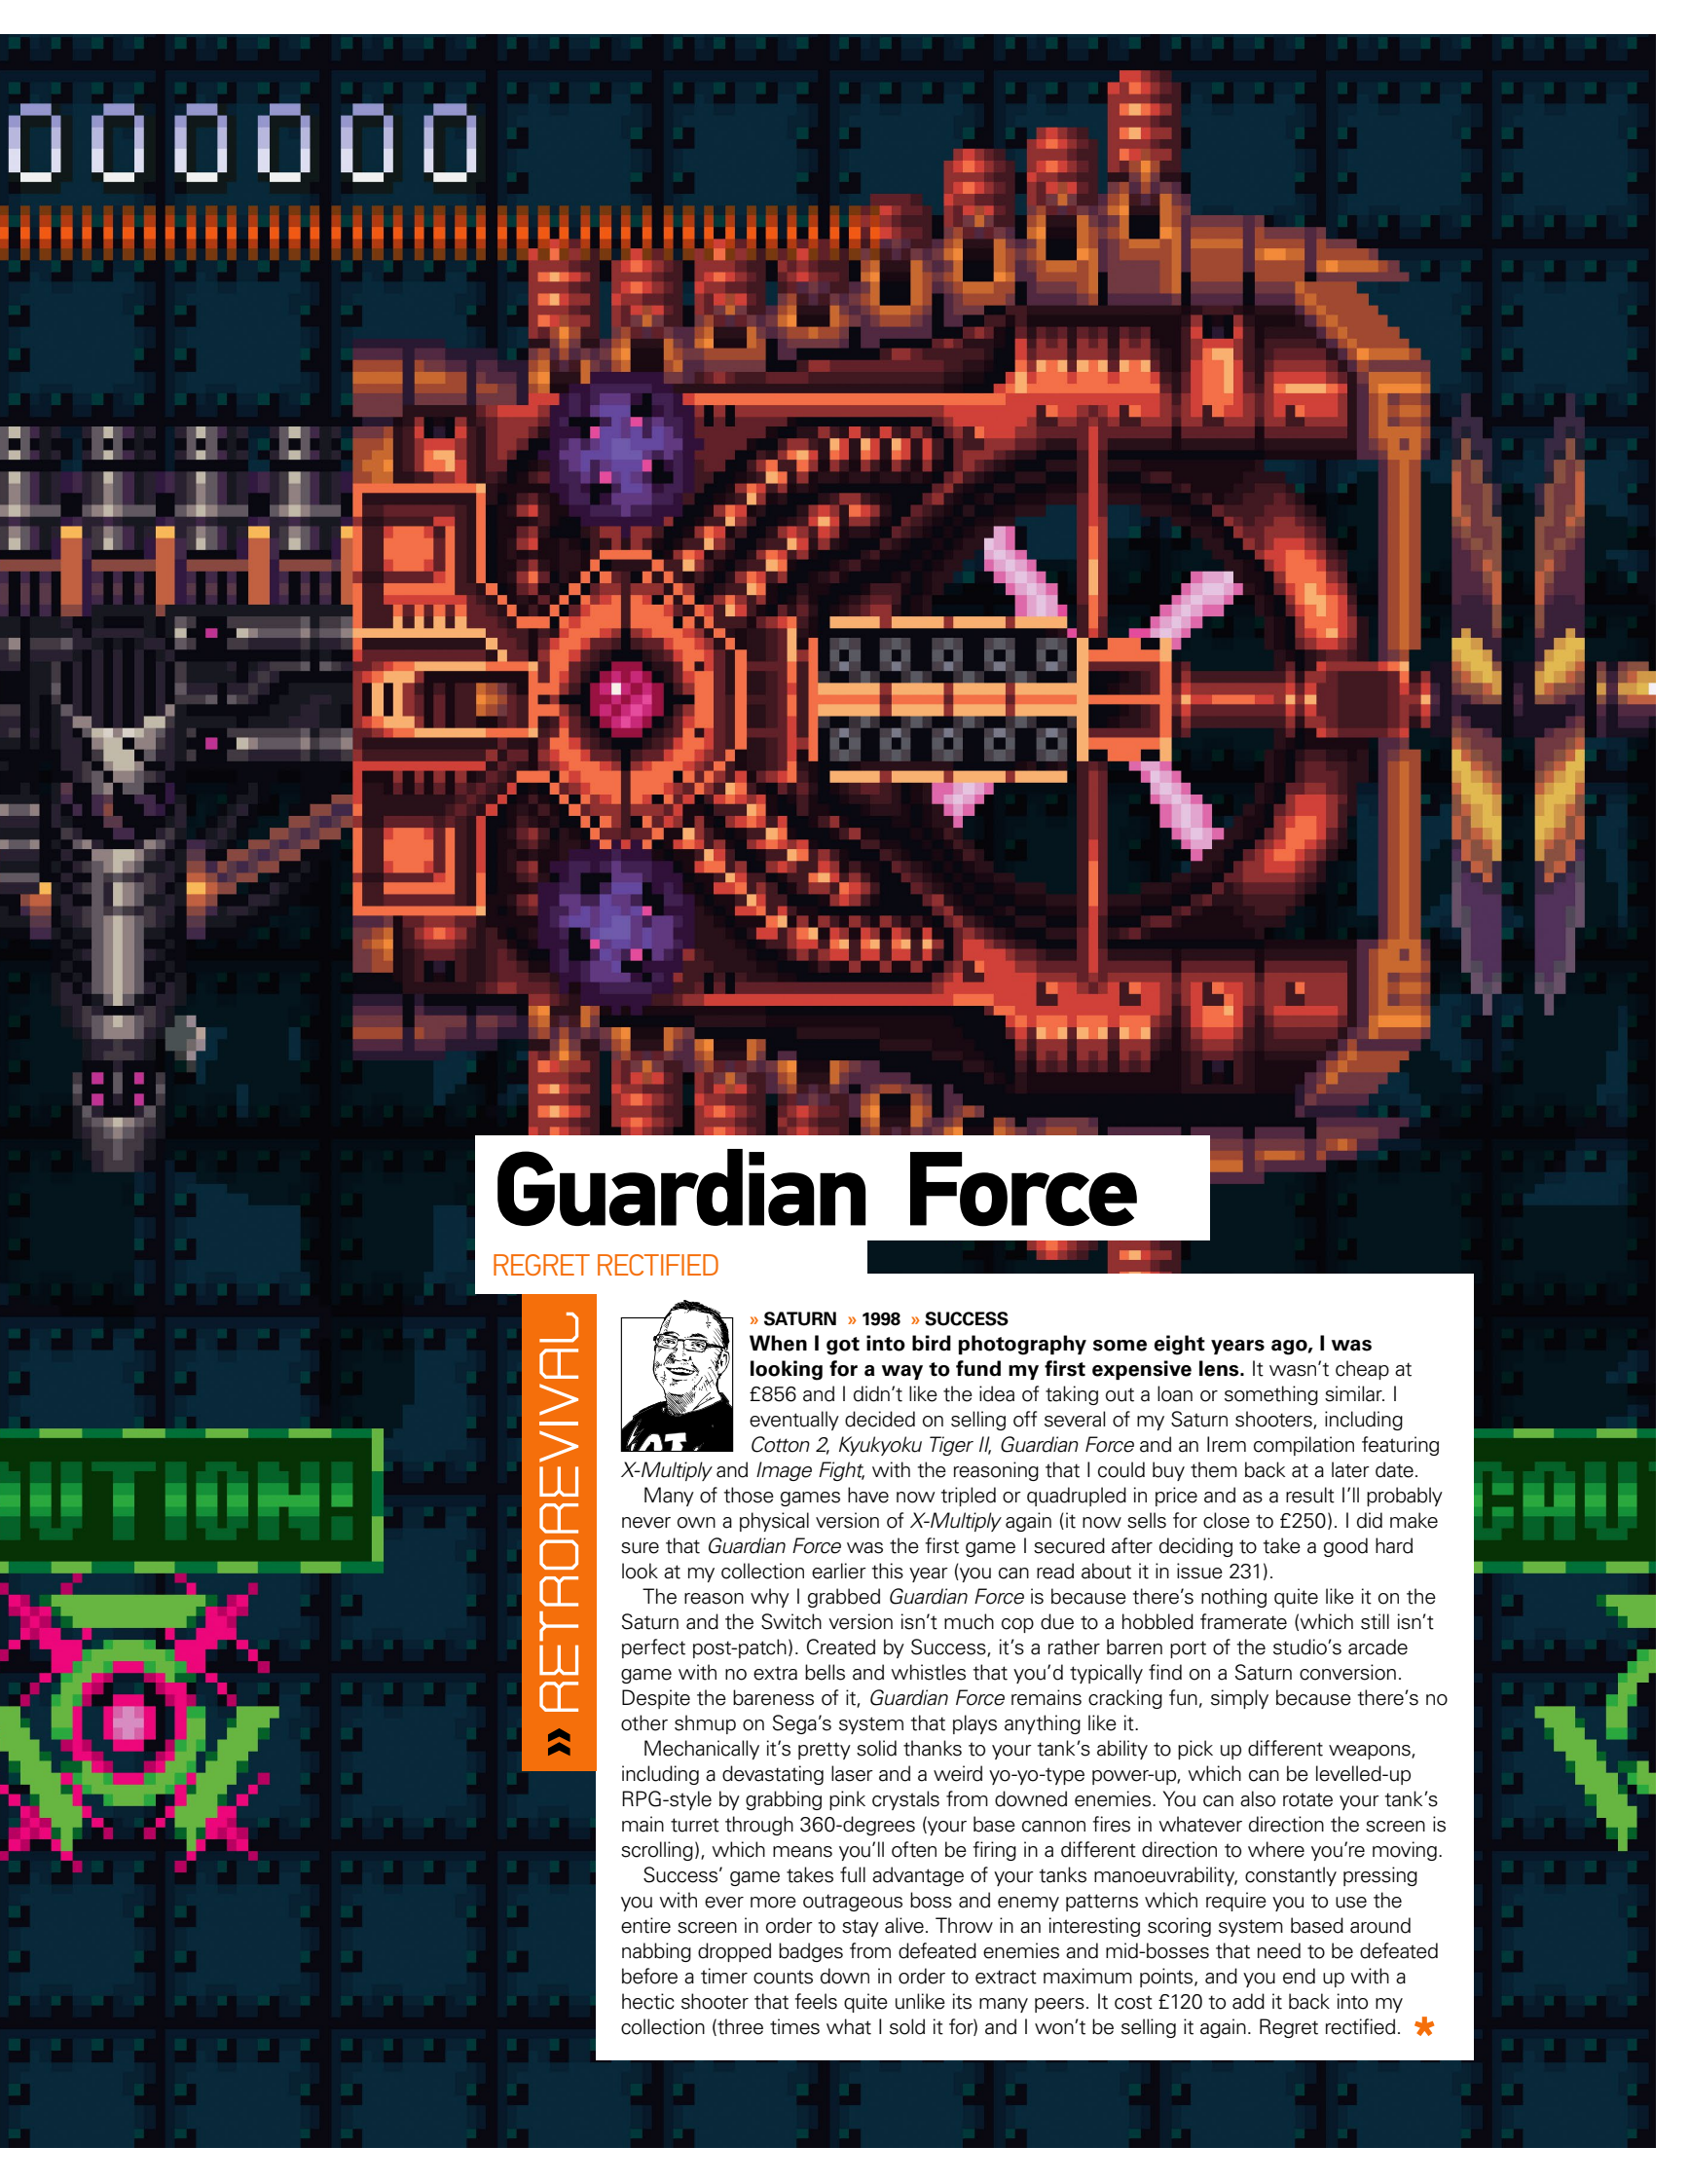 000000
Guardian Force
REGRET RECTIFIED
» RETROREVIVAL
» SATURN » 1998 » SUCCESS
When I got into bird photography some eight years ago, I was
looking for a way to fund my first expensive lens. It wasn't cheap at
£856 and I didn't like the idea of taking out a loan or something similar. I
eventually decided on selling off several of my Saturn shooters, including
Cotton 2, Kyukyoku Tiger II, Guardian Force and an Irem compilation featuring
X-Multiply and Image Fight, with the reasoning that I could buy them back at a later date.
Many of those games have now tripled or quadrupled in price and as a result I'll probably
never own a physical version of X-Multiply again (it now sells for close to £250). I did make
sure that Guardian Force was the first game I secured after deciding to take a good hard
look at my collection earlier this year (you can read about it in issue 231).
The reason why I grabbed Guardian Force is because there's nothing quite like it on the
Saturn and the Switch version isn't much cop due to a hobbled framerate (which still isn't
perfect post-patch). Created by Success, it's a rather barren port of the studio's arcade
game with no extra bells and whistles that you'd typically find on a Saturn conversion.
Despite the bareness of it, Guardian Force remains cracking fun, simply because there's no
other shmup on Sega's system that plays anything like it.
Mechanically it's pretty solid thanks to your tank's ability to pick up different weapons,
including a devastating laser and a weird yo-yo-type power-up, which can be levelled-up
RPG-style by grabbing pink crystals from downed enemies. You can also rotate your tank's
main turret through 360-degrees (your base cannon fires in whatever direction the screen is
scrolling), which means you'll often be firing in a different direction to where you're moving.
Success' game takes full advantage of your tanks manoeuvrability, constantly pressing
you with ever more outrageous boss and enemy patterns which require you to use the
entire screen in order to stay alive. Throw in an interesting scoring system based around
nabbing dropped badges from defeated enemies and mid-bosses that need to be defeated
before a timer counts down in order to extract maximum points, and you end up with a
hectic shooter that feels quite unlike its many peers. It cost £120 to add it back into my
collection (three times what I sold it for) and I won't be selling it again. Regret rectified. *
UTION!
CAU